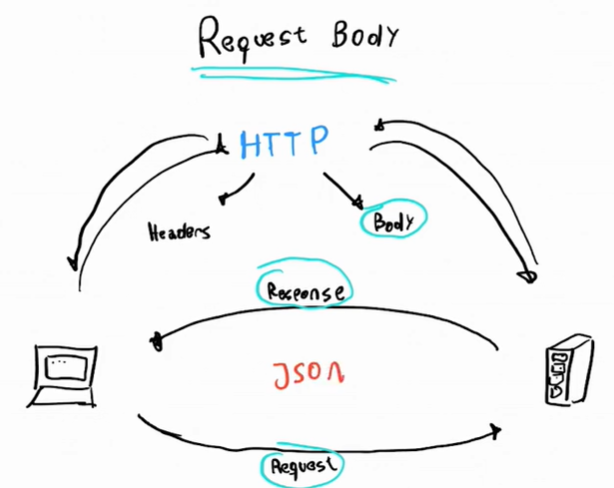 Request Body
HTTP
Headers
Body
Response
JSON
Request